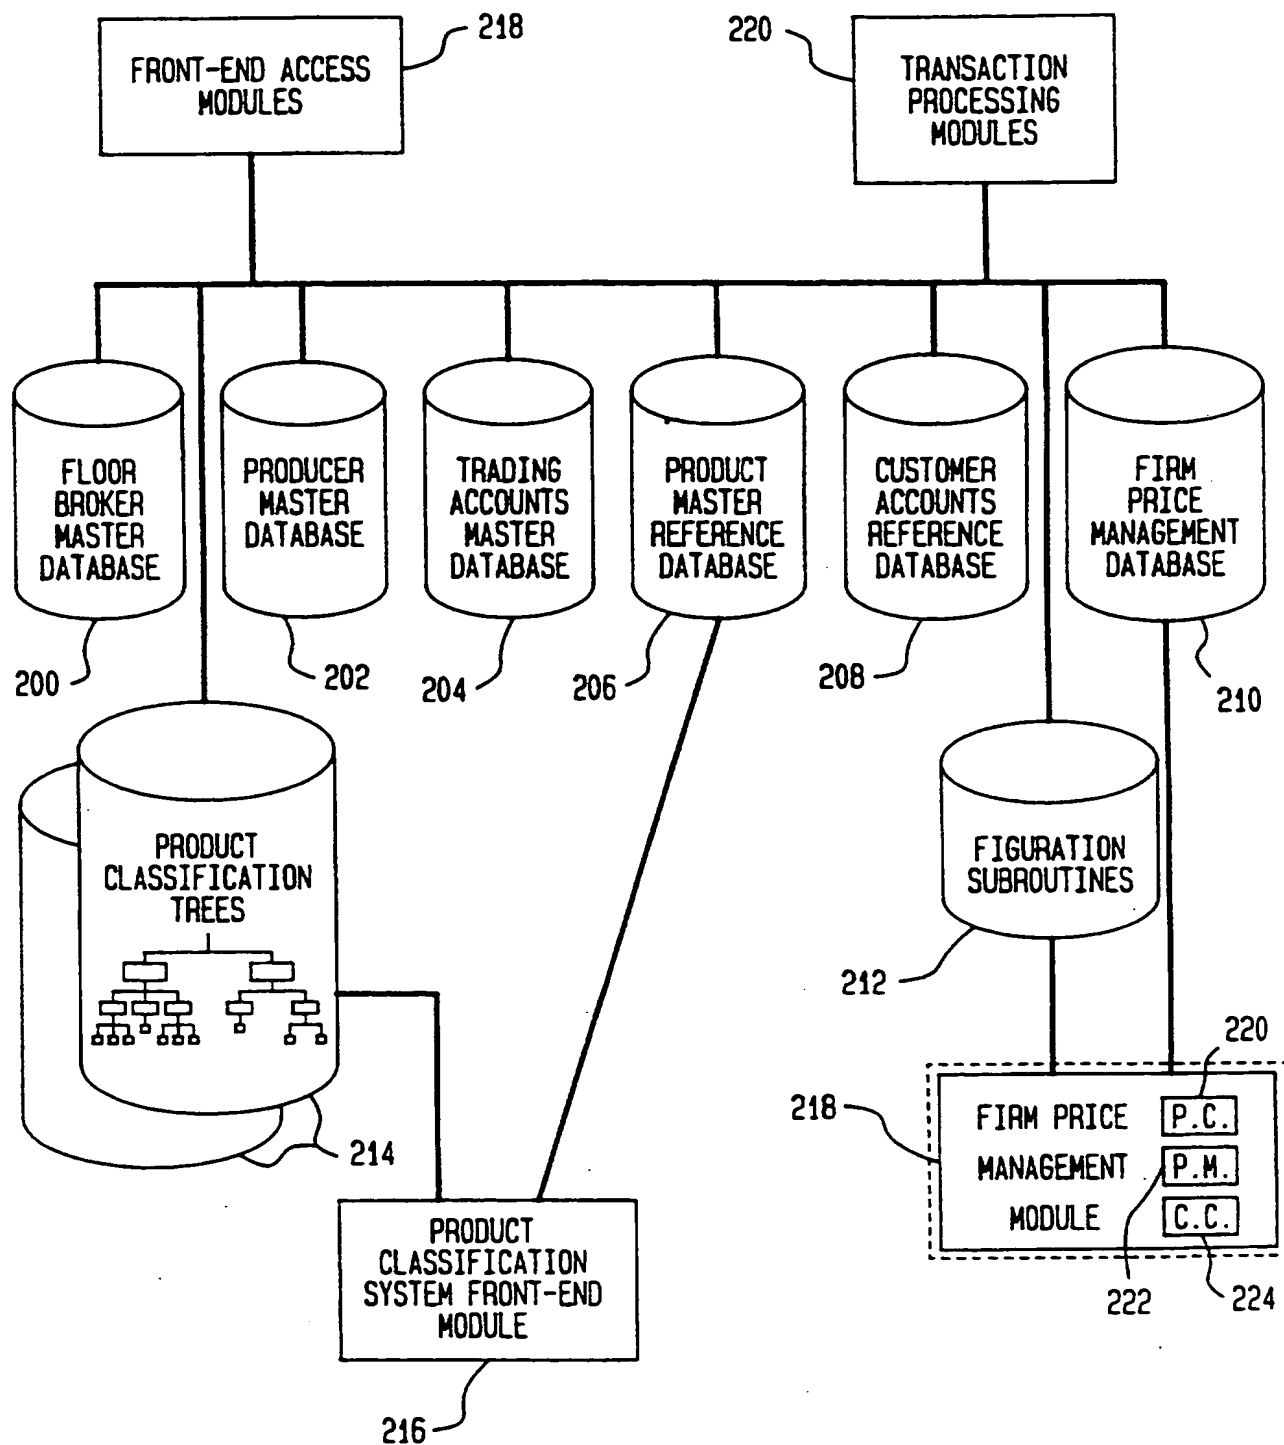 218
220
FRONT-END ACCESS
MODULES
TRANSACTION
PROCESSING
MODULES
FLOOR
BROKER
MASTER
DATABASE
PRODUCER
MASTER
DATABASE
TRADING
ACCOUNTS
MASTER
DATABASE
PRODUCT
MASTER
REFERENCE
DATABASE
CUSTOMER
ACCOUNTS
REFERENCE
DATABASE
FIRM
PRICE
MANAGEMENT
DATABASE
200
202
204
206
208
210
PRODUCT
CLASSIFICATION
TREES
FIGURATION
SUBROUTINES
212
214
220
218
FIRM PRICE
MANAGEMENT
MODULE
P.C.
P.M.
C.C.
222
224
PRODUCT
CLASSIFICATION
SYSTEM FRONT-END
MODULE
216